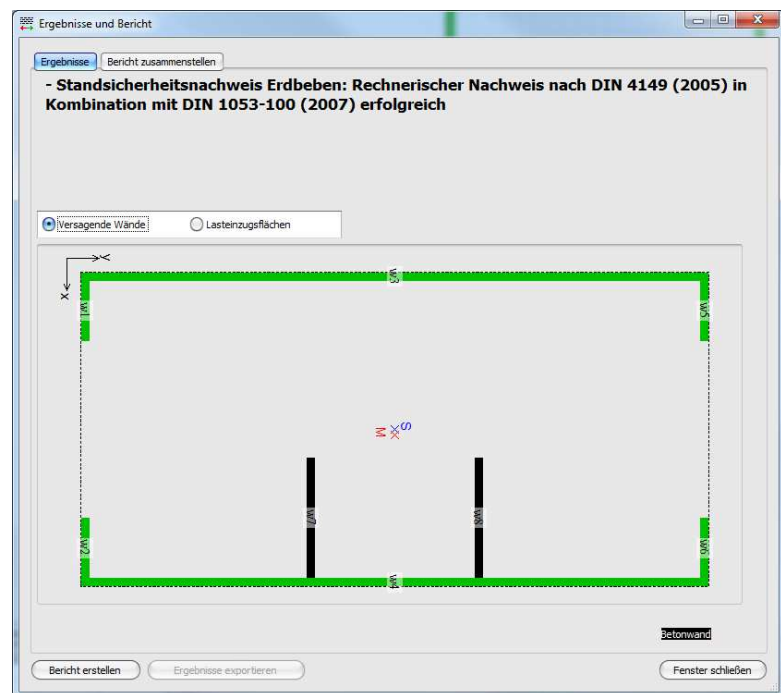 Ergebnisse und Bericht
Ergebnisse
Bericht zusammenstellen
- Standsicherheitsnachweis Erdbeben: Rechnerischer Nachweis nach DIN 4149 (2005) in
Kombination mit DIN 1053-100 (2007) erfolgreich
Versagende Wände
Lasteinzugsflächen
Y
X
W3
W1
W5
S
M
W7
W8
W2
W6
W4
Betonwand
Bericht erstellen
Ergebnisse exportieren
Fenster schließen